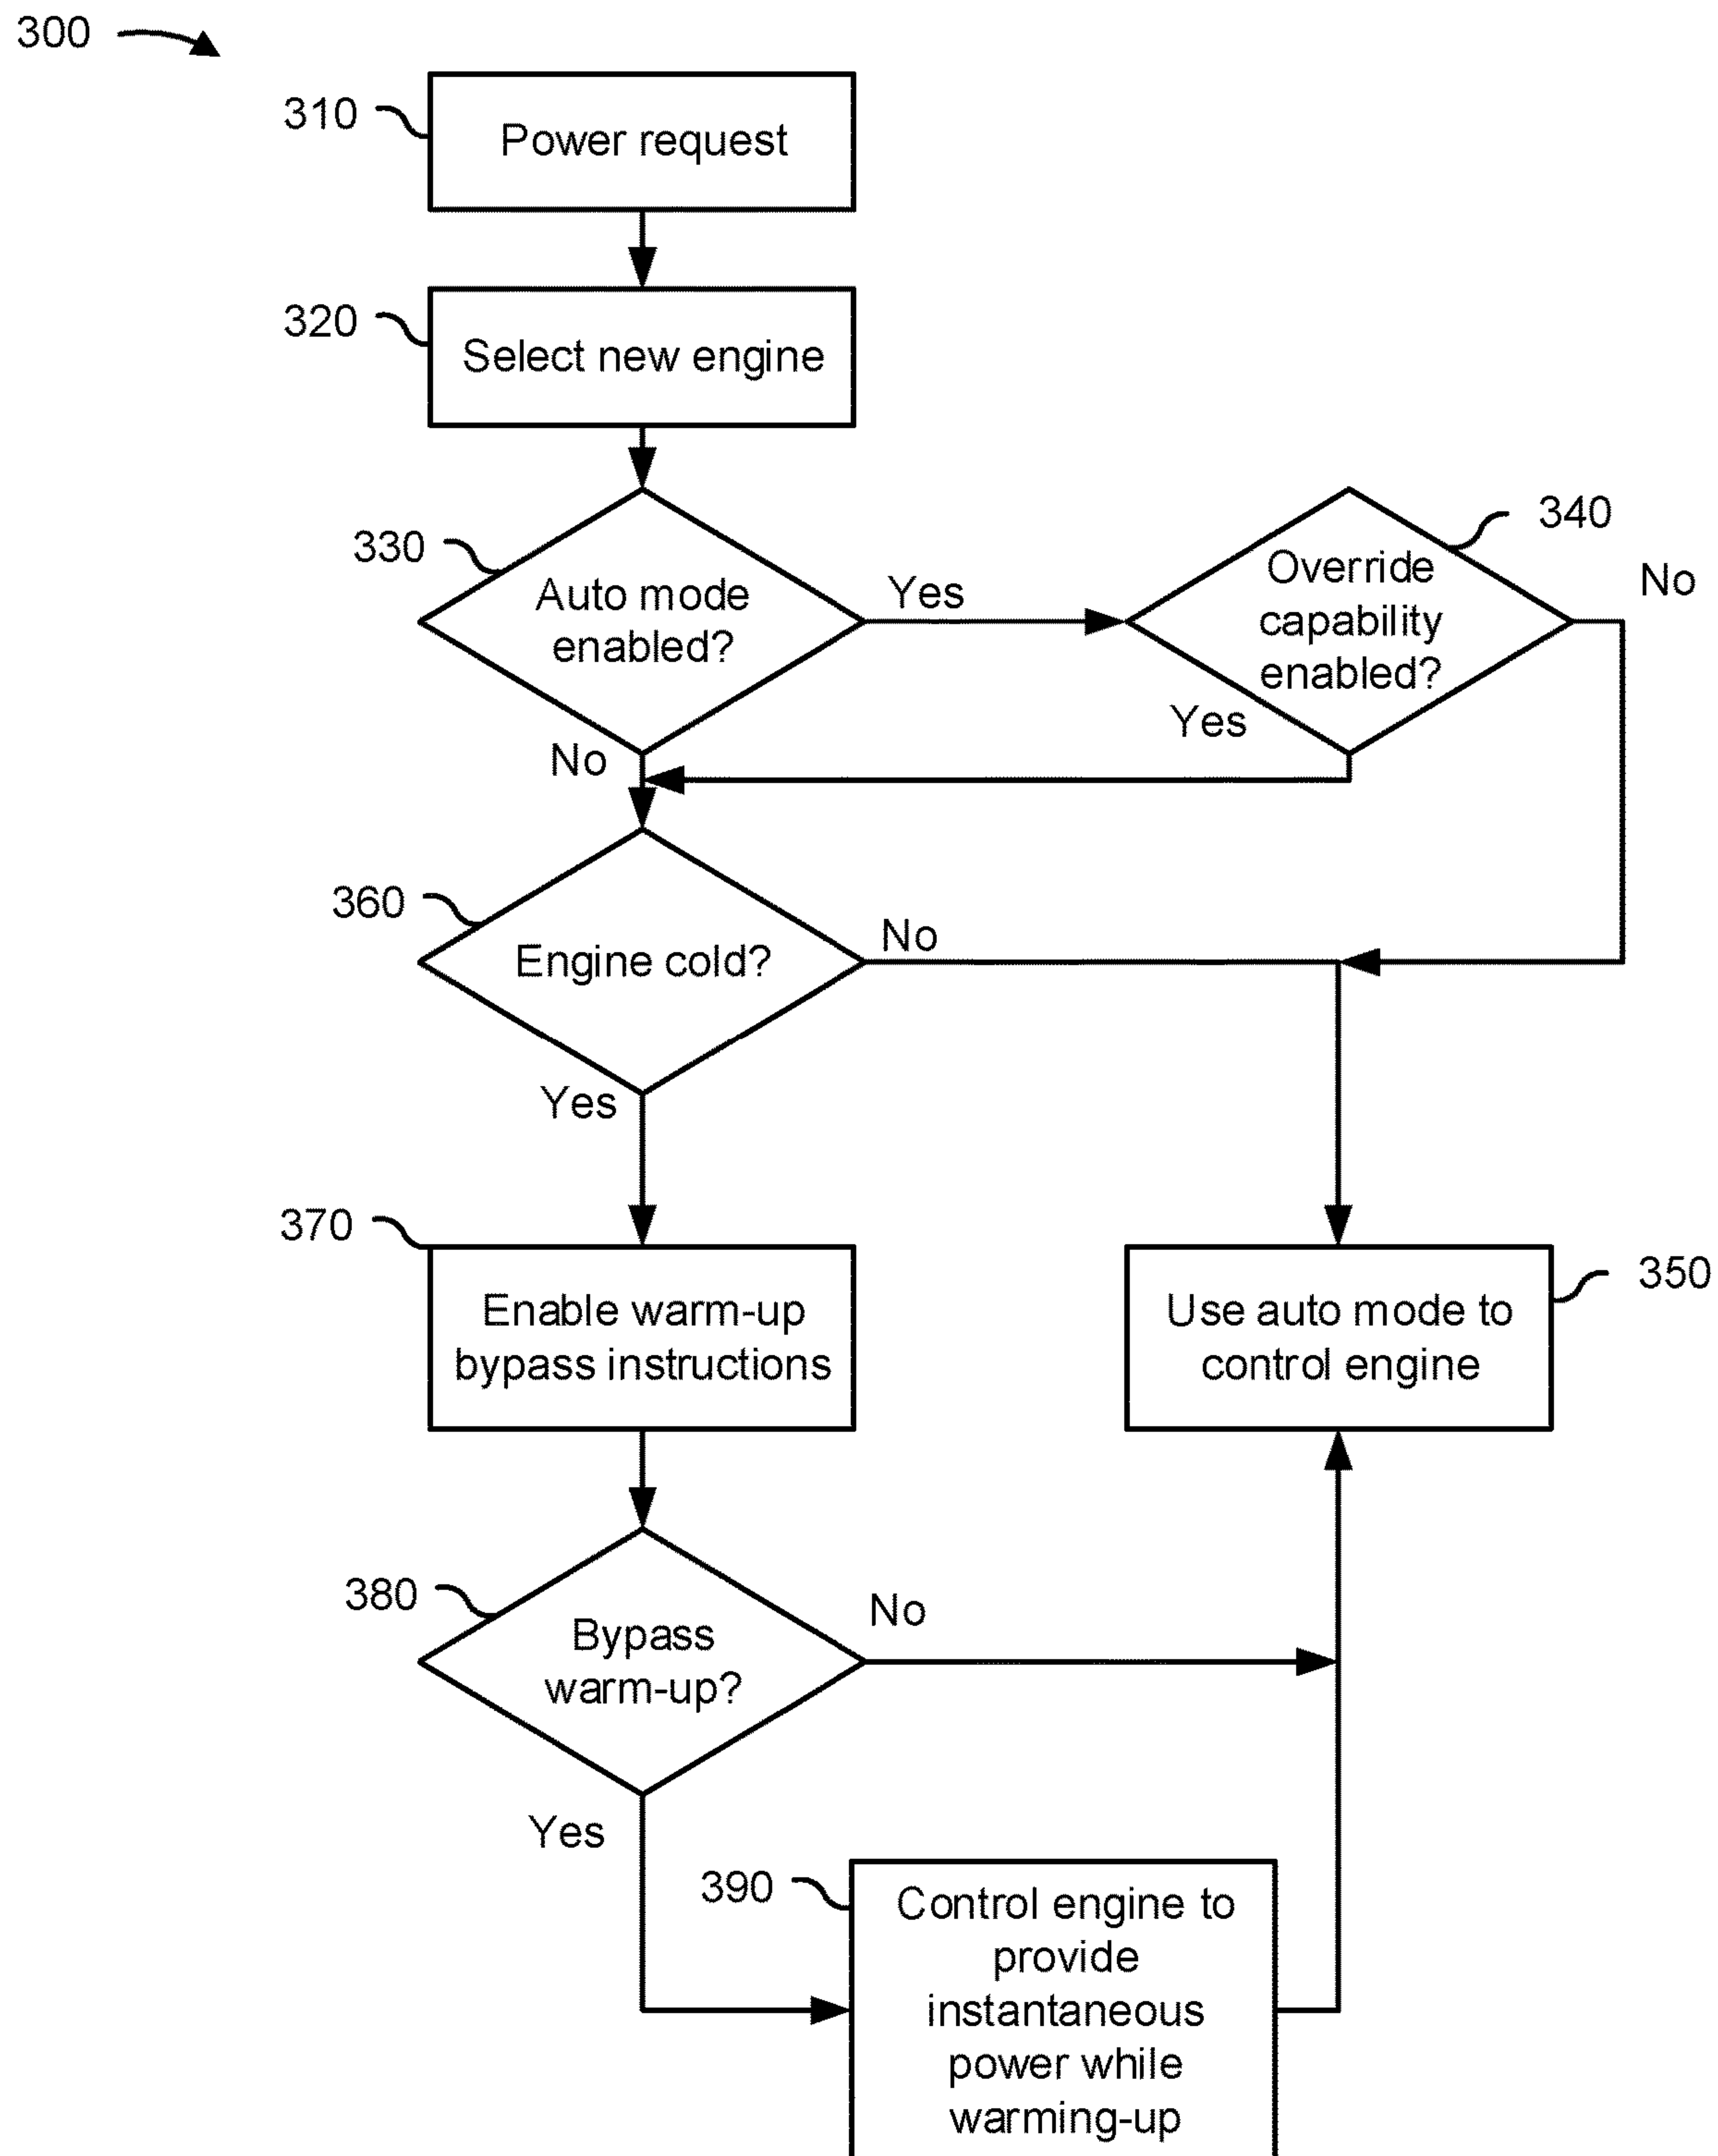 300
310
Power request
320
Select new engine
330
Auto mode
enabled?
Yes
No
340
Override
capability
enabled?
Yes
No
360
Engine cold?
No
Yes
370
Enable warm-up
bypass instructions
350
Use auto mode to
control engine
380
Bypass
warm-up?
No
Yes
390
Control engine to
provide
instantaneous
power while
warming-up